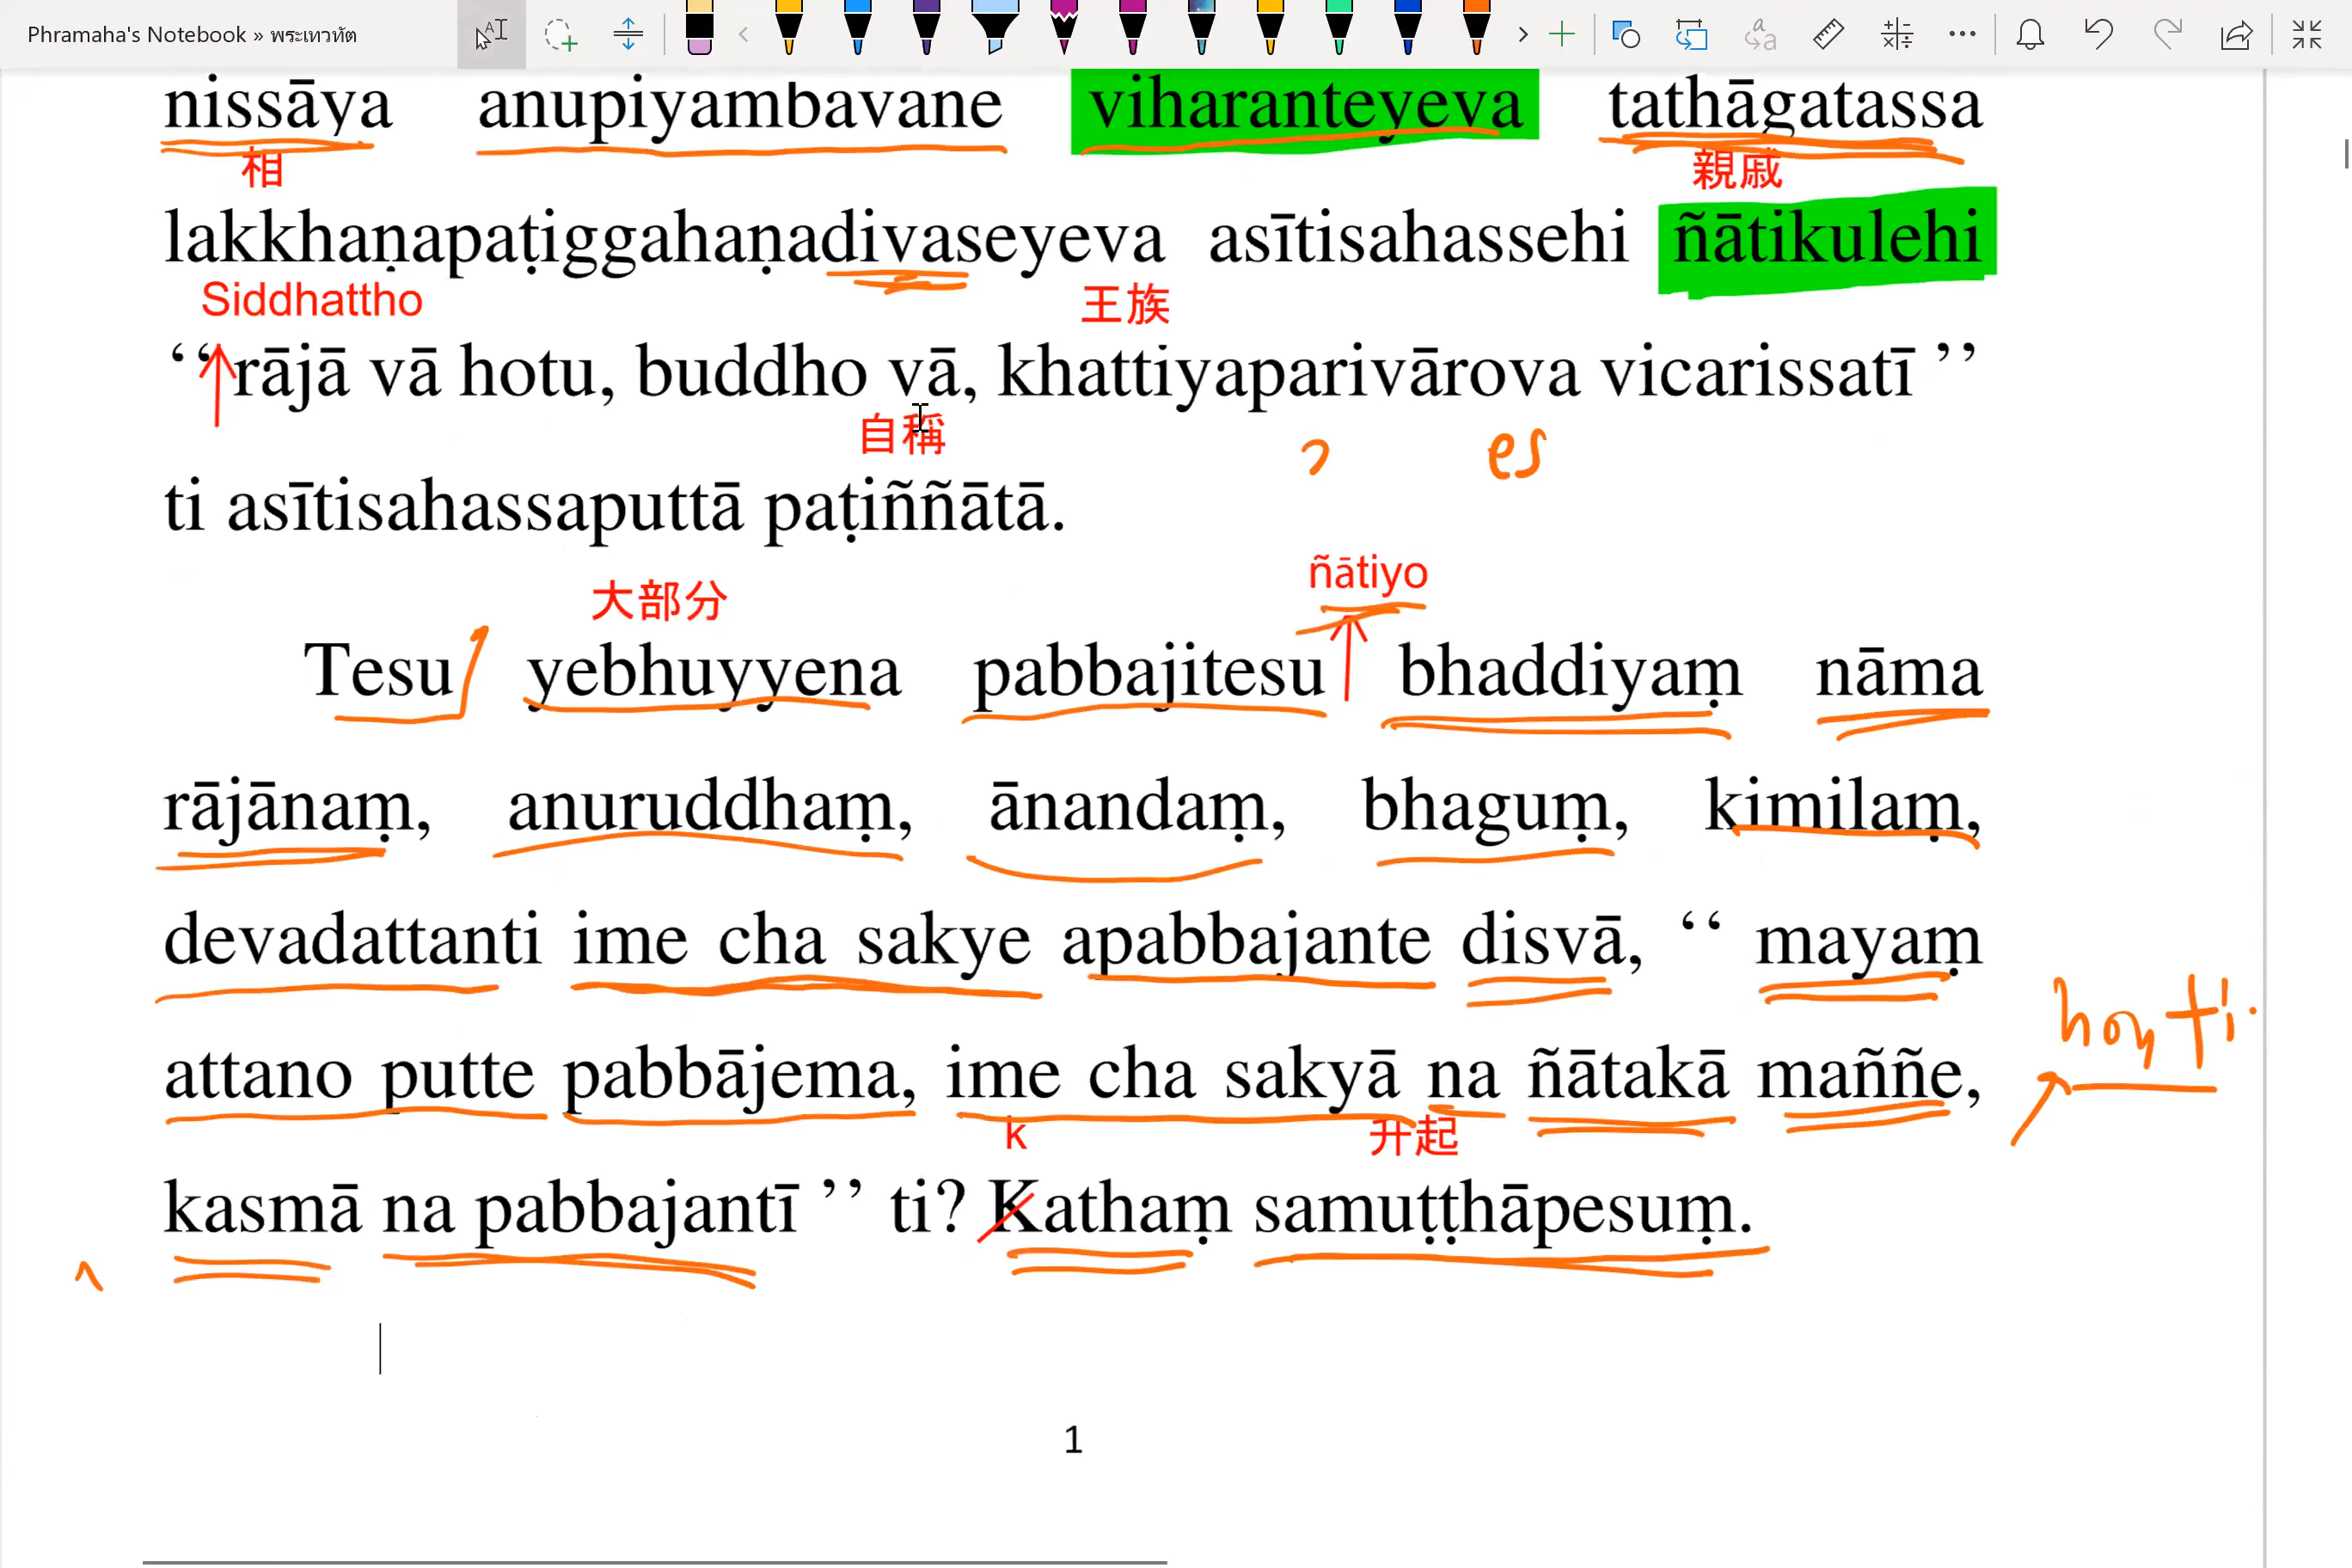 Phramaha's Notebook » พระเทวทัต
nissāya anupiyambavane viharanteyeva tathāgatassa
相 親戚
lakkhaṇapaṭiggahaṇadivaseyeva asītisahassehi ñātikulehi
Siddhattho 王族
‘‘rājā vā hotu, buddho vā, khattiyaparivārova vicarissatī ’’
自稱 es
ti asītisahassaputtā paṭiññātā.
大部分 ñātiyo
Tesu yebhuyyena pabbajitesu bhaddiyaṃ nāma
rājānaṃ, anuruddhaṃ, ānandaṃ, bhaguṃ, kimilaṃ,
devadattanti ime cha sakye apabbajante disvā, ‘‘ mayaṃ
honti.
attano putte pabbājema, ime cha sakyā na ñātakā maññe,
k 升起
kasmā na pabbajantī ’’ ti? Kathaṃ samuṭṭhāpesuṃ.
1